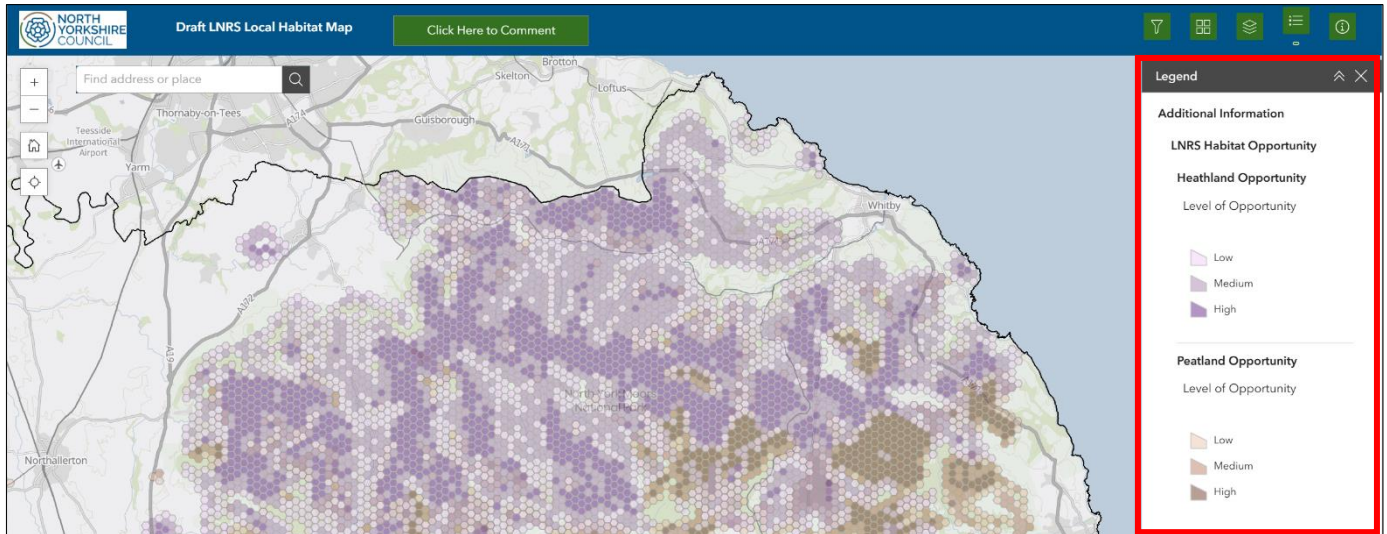 NORTH
YORKSHIRE
COUNCIL
Draft LNRS Local Habitat Map
Click Here to Comment
Find address or place
Brotton
Skelton
Loftus
Thornaby-on-Tees
A174
Guisborough
A171
Teesside
International
Airport
Yarm
Whitby
A172
A19
North York Moors
National Park
Northallerton
Legend
Additional Information
LNRS Habitat Opportunity
Heathland Opportunity
Level of Opportunity
Low
Medium
High
Peatland Opportunity
Level of Opportunity
Low
Medium
High